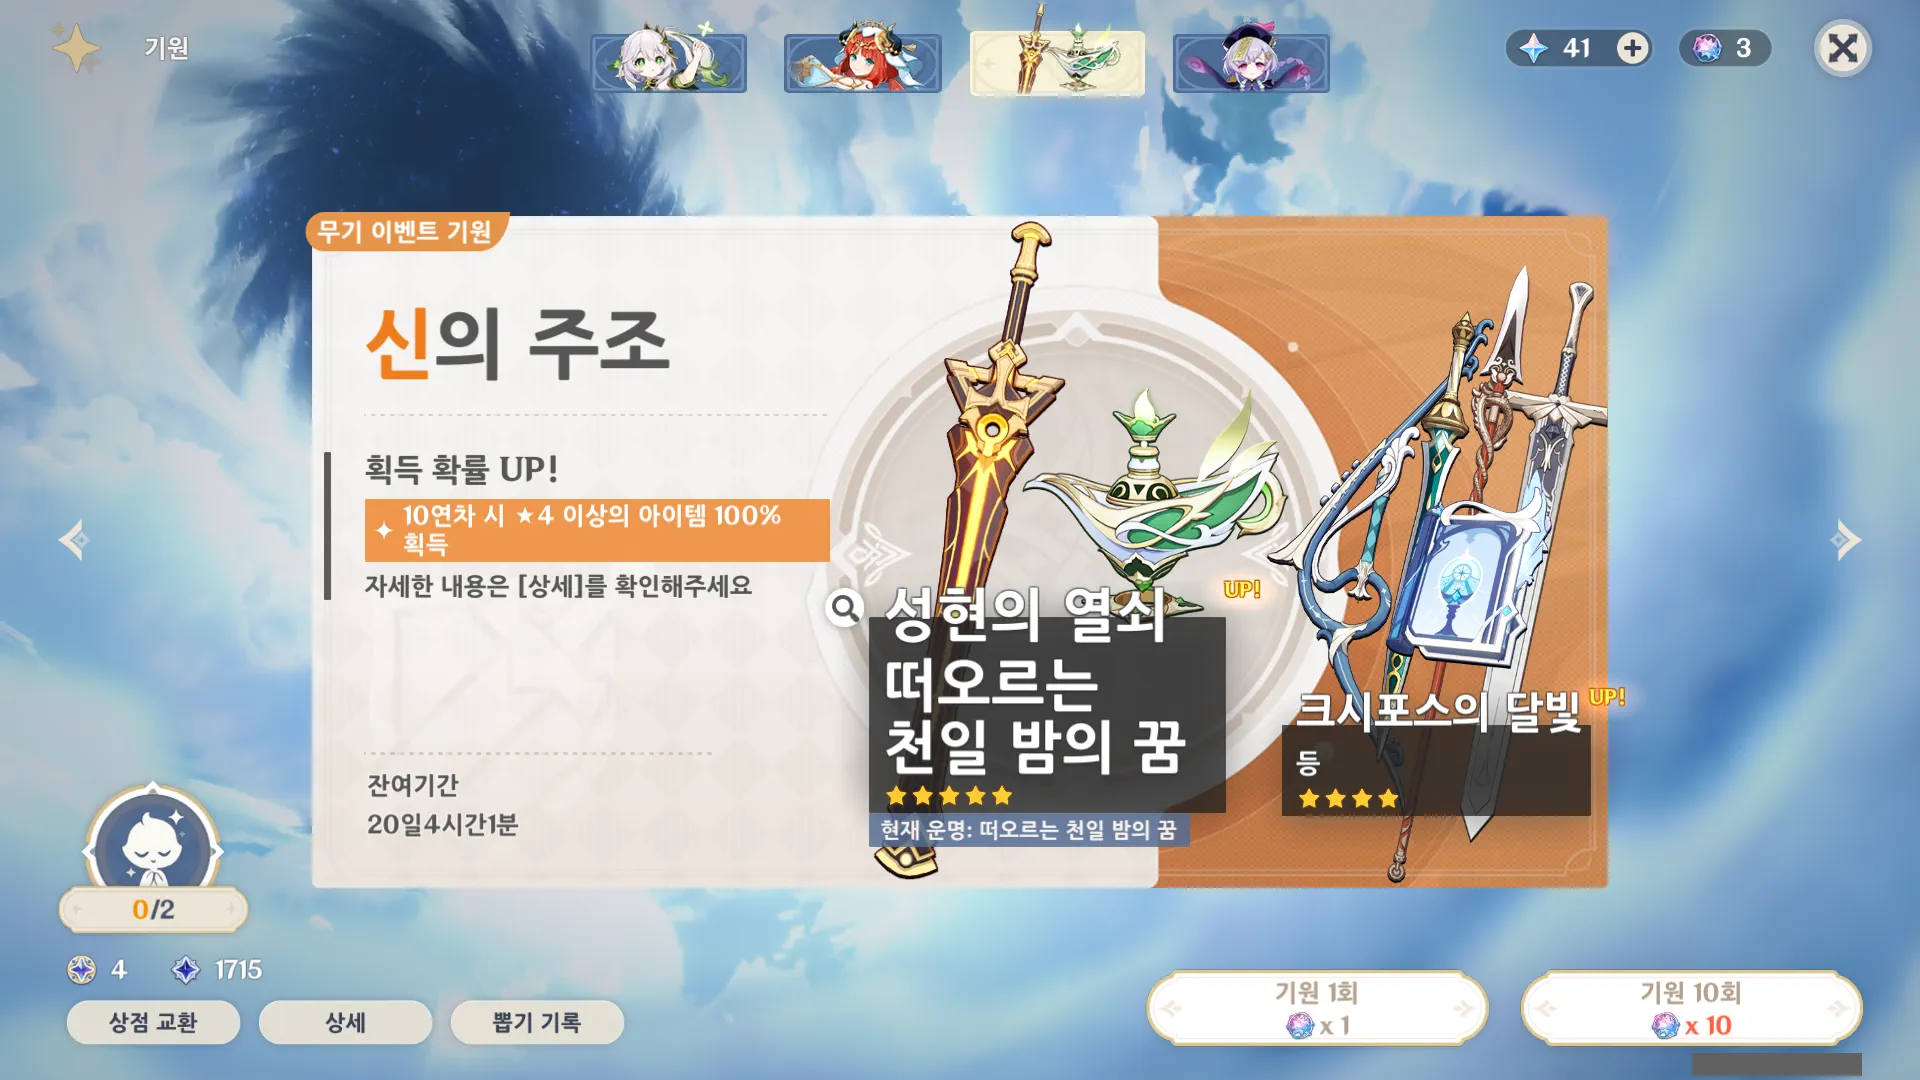 기원
41
3
무기 이벤트 기원
신의 주조
획득 확률 UP!
10연차 시 ★4 이상의 아이템 100%
획득
자세한 내용은 [상세]를 확인해주세요
잔여기간
20일4시간1분
성현의 열쇠
UP!
떠오르는
천일 밤의 꿈
현재 운명: 떠오르는 천일 밤의 꿈
크시포스의 달빛
UP!
등
0/2
4
1715
상점 교환
상세
뽑기 기록
기원 1회
x 1
기원 10회
x 10